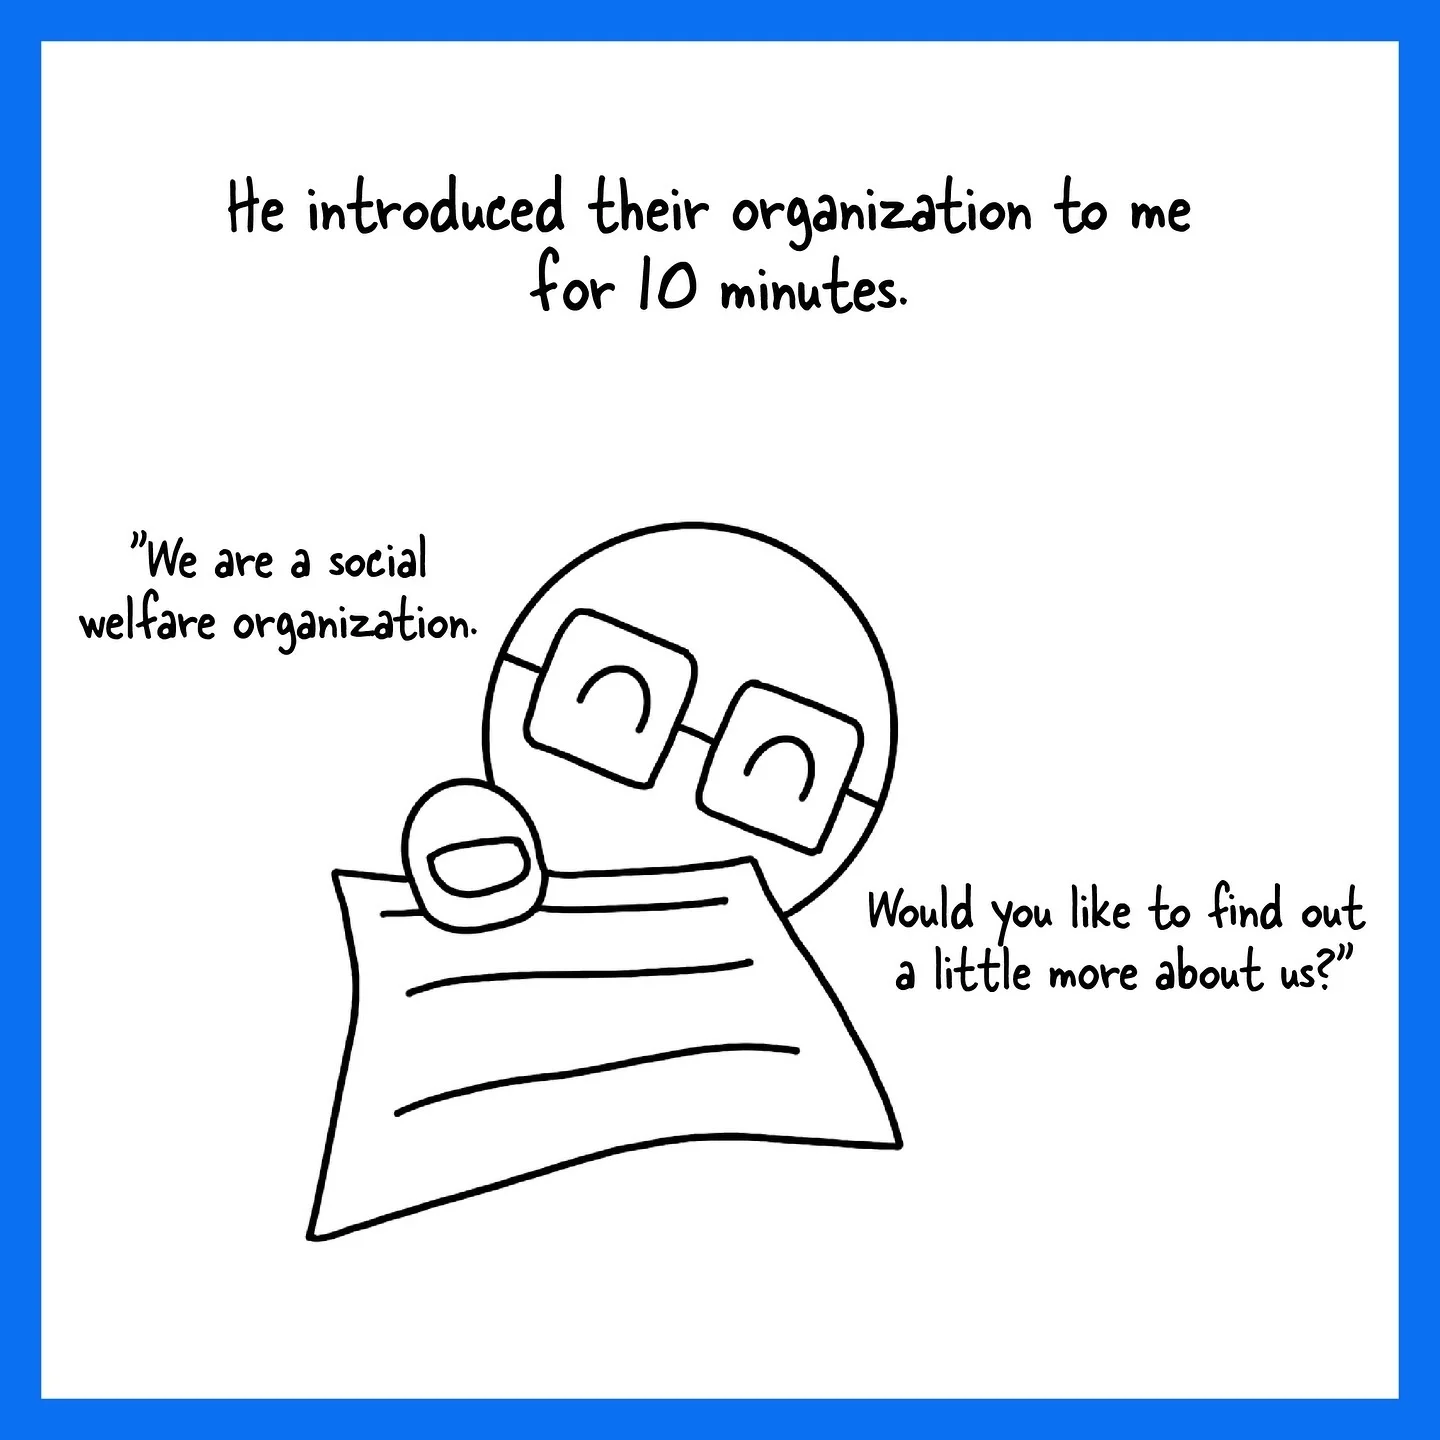 He introduced their organization to me
for 10 minutes.
"We are a social
welfare organization.
Would you like to find out
a little more about us?"